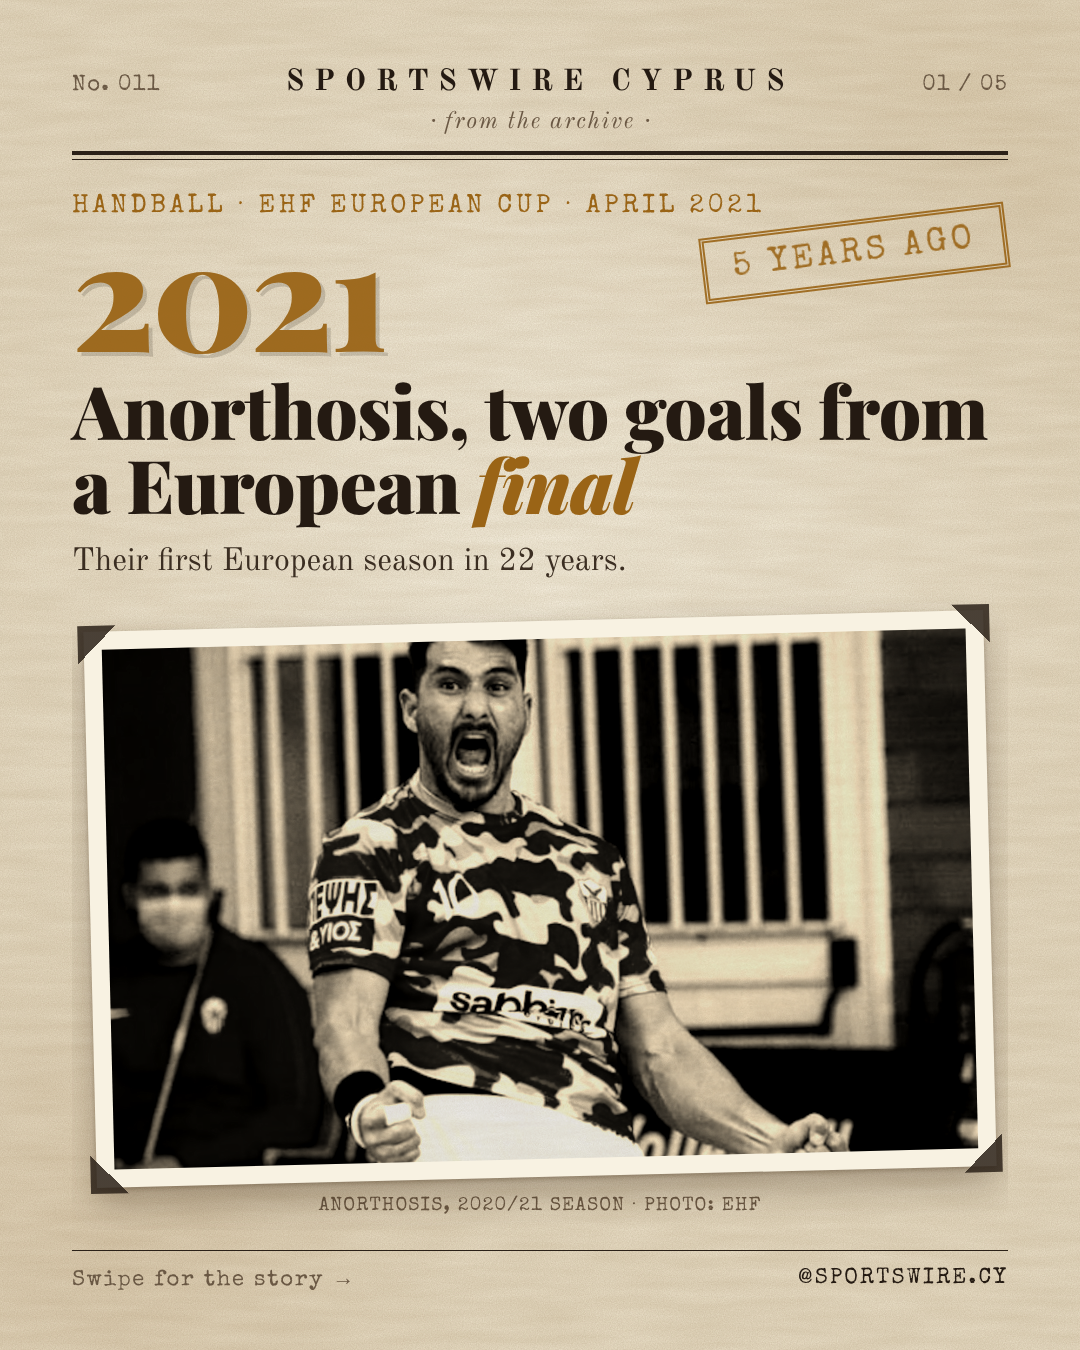 No. 011
SPORTSWIRE CYPRUS
01 / 05
· from the archive ·
HANDBALL · EHF EUROPEAN CUP · APRIL 2021
5 YEARS AGO
2021
Anorthosis, two goals from
a European final
Their first European season in 22 years.
10
&ΥΙΟΣ
ANORTHOSIS, 2020/21 SEASON · PHOTO: EHF
Swipe for the story →
@SPORTSWIRE.CY